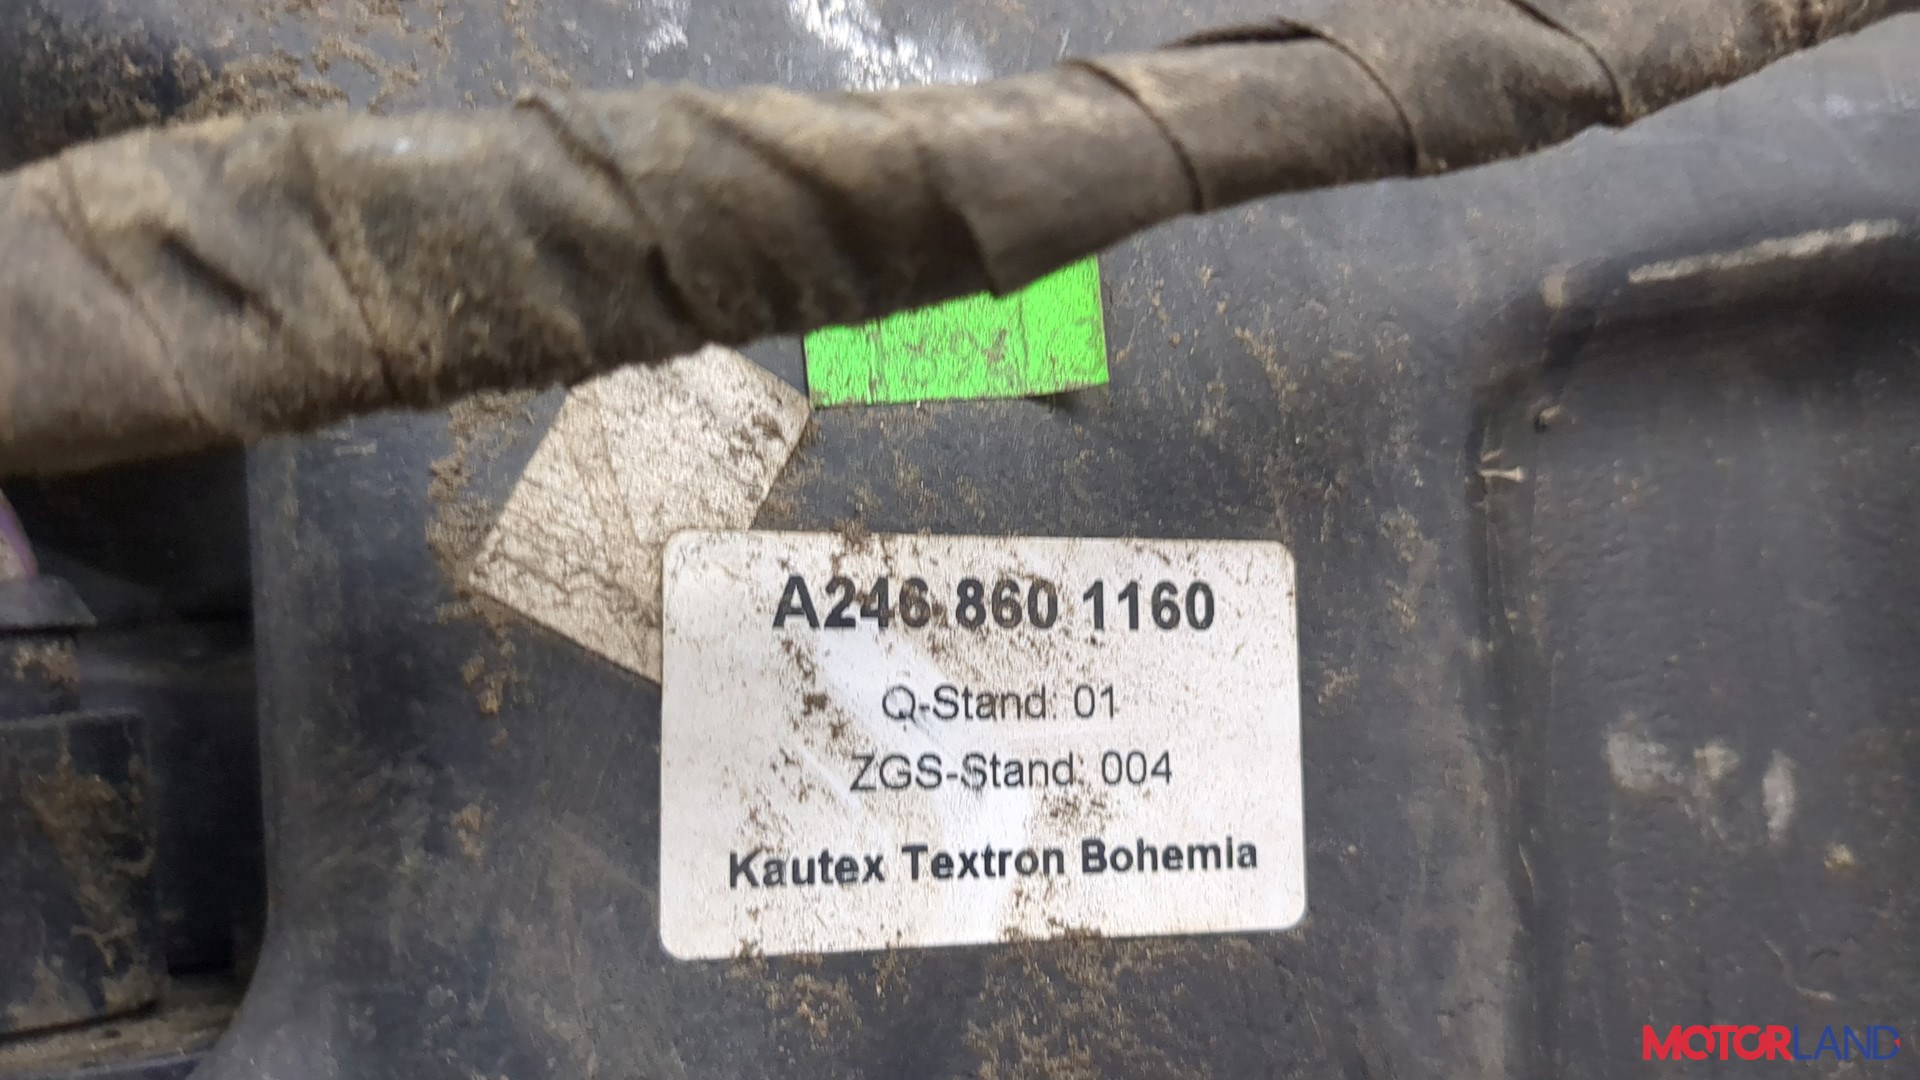 A246 860 1160
Q-Stand: 01
ZGS-Stand: 004
Kautex Textron Bohemia
MOTORLAND